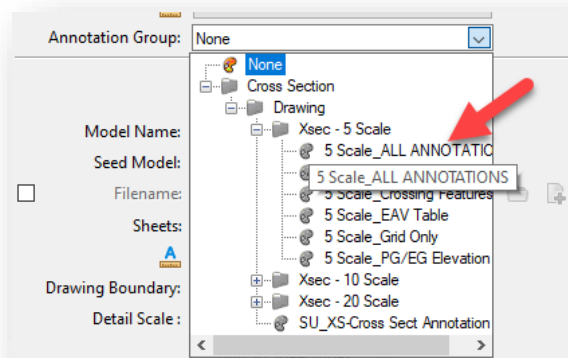 Annotation Group: None
None
Cross Section
Drawing
Model Name: Xsec - 5 Scale
5 Scale_ALL ANNOTATIC
Seed Model:
5 Scale_ALL ANNOTATIONS
Filename: 5 Scale_Crossing Features
Sheets: 5 Scale_EAV Table
5 Scale_Grid Only
A 5 Scale_PG/EG Elevation
Drawing Boundary: Xsec - 10 Scale
Xsec - 20 Scale
Detail Scale : SU_XS-Cross Sect Annotation